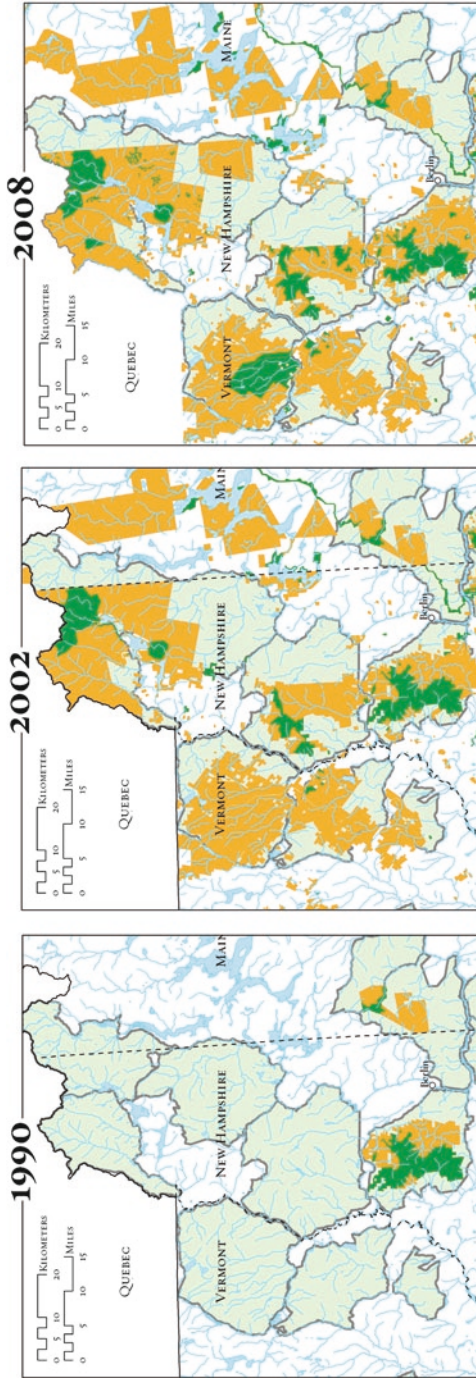 1990
KILOMETERS
0 5 10 20
MILES
0 5 10 15
QUEBEC
VERMONT
NEW HAMPSHIRE
MAIN
Berlin
2002
KILOMETERS
0 5 10 20
MILES
0 5 10 15
QUEBEC
VERMONT
NEW HAMPSHIRE
MAIN
Berlin
2008
KILOMETERS
0 5 10 20
MILES
0 5 10 15
QUEBEC
VERMONT
NEW HAMPSHIRE
MAINE
Berlin